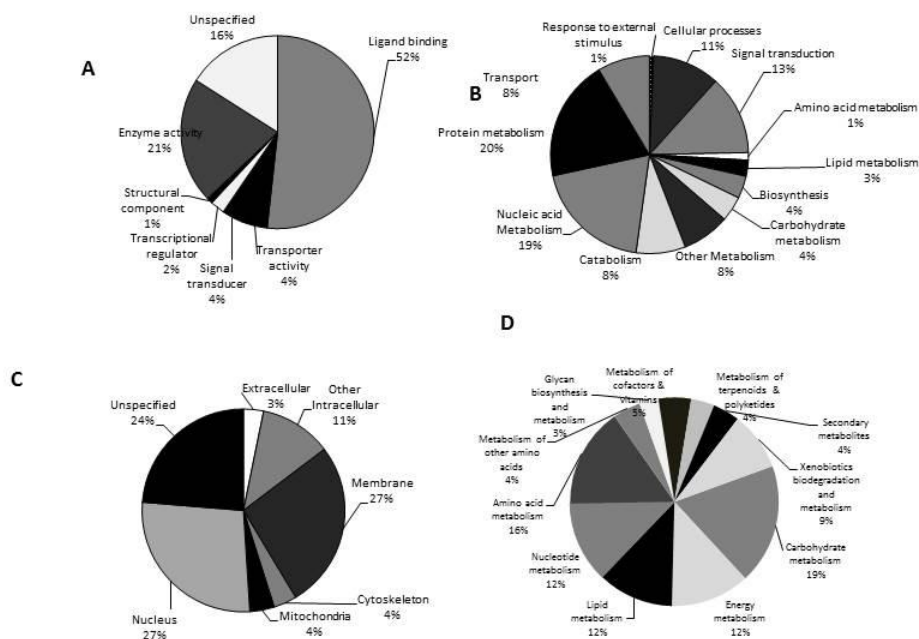 A
Unspecified
16%
Ligand binding
52%
Enzyme activity
21%
Structural
component
1%
Transcriptional
regulator
2%
Signal
transducer
4%
Transporter
activity
4%
B
Response to external
stimulus
1%
Cellular processes
11%
Signal transduction
13%
Transport
8%
Amino acid metabolism
1%
Protein metabolism
20%
Lipid metabolism
3%
Biosynthesis
4%
Nucleic acid
Metabolism
19%
Carbohydrate
metabolism
4%
Catabolism
8%
Other Metabolism
8%
C
Extracellular
3%
Other
Intracellular
11%
Unspecified
24%
Membrane
27%
Cytoskeleton
4%
Mitochondria
4%
Nucleus
27%
D
Glycan
biosynthesis
and
metabolism
3%
Metabolism of
cofactors &
vitamins
5%
Metabolism of
terpenoids &
polyketides
4%
Secondary
metabolites
4%
Metabolism of
other amino
acids
4%
Xenobiotics
biodegradation
and
metabolism
9%
Amino acid
metabolism
16%
Carbohydrate
metabolism
19%
Nucleotide
metabolism
12%
Lipid
metabolism
12%
Energy
metabolism
12%